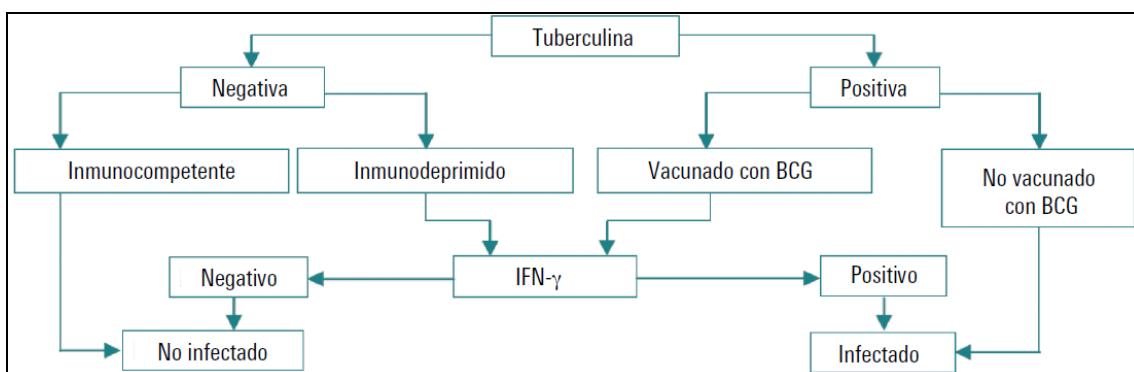 Tuberculina
Negativa
Positiva
Inmunocompetente
Inmunodeprimido
Vacunado con BCG
No vacunado
con BCG
Negativo
IFN-γ
Positivo
No infectado
Infectado